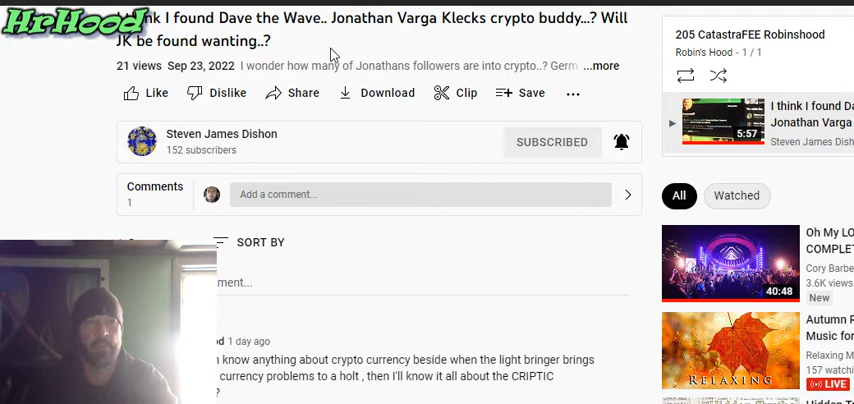 HrHood
I think I found Dave the Wave.. Jonathan Varga Klecks crypto buddy...? Will
JK be found wanting..?
21 views Sep 23, 2022 I wonder how many of Jonathans followers are into crypto..? Germ ...more
Like Dislike Share Download Clip Save ...
Steven James Dishon
152 subscribers
SUBSCRIBED
Comments
1
Add a comment...
SORT BY
mment...
d 1 day ago
n know anything about crypto currency beside when the light bringer brings
currency problems to a holt , then I'll know it all about the CRIPTIC
?
205 CatastraFEE Robinshood
Robin's Hood - 1 / 1
I think I found Da
Jonathan Varga
Steven James Dish
5:57
All Watched
Oh My LO
COMPLET
Cory Barbe
3.6K views
New
40:48
Autumn R
Music for
Relaxing M
157 watchi
LIVE
RELAXING